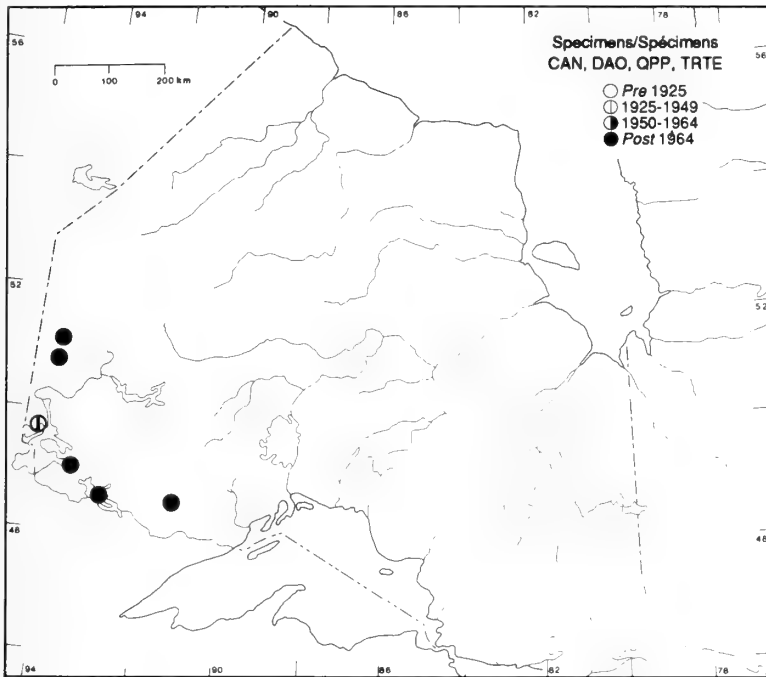 94 90 86 82 78
56 56
Specimens/Spécimens
CAN, DAO, QPP, TRTE
0 100 200 km
Pre 1925
1925-1949
1950-1964
Post 1964
52 52
48 48
94 90 86 82 78